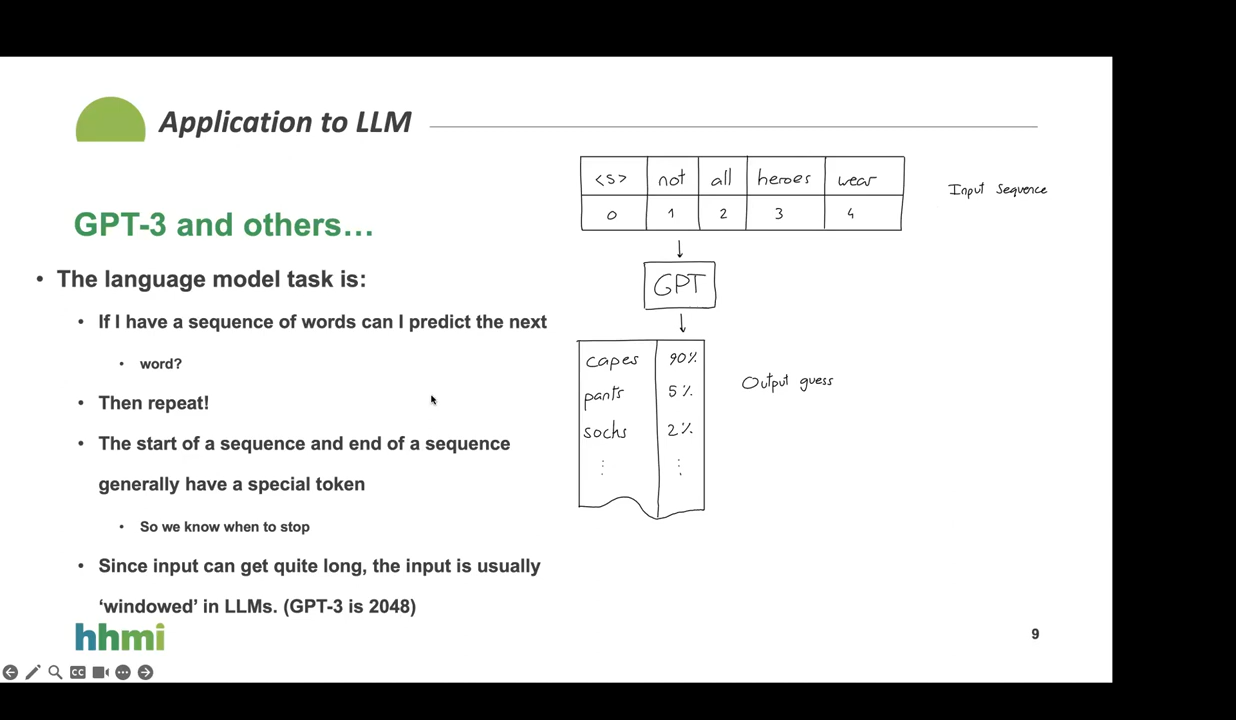 Application to LLM
GPT-3 and others...
• The language model task is:
• If I have a sequence of words can I predict the next
• word?
• Then repeat!
• The start of a sequence and end of a sequence
generally have a special token
• So we know when to stop
• Since input can get quite long, the input is usually
‘windowed’ in LLMs. (GPT-3 is 2048)
<S> not all heroes wear
0 1 2 3 4
Input Sequence
GPT
capes 90%
pants 5%
socks 2%
Output guess
hhmi
9
CC